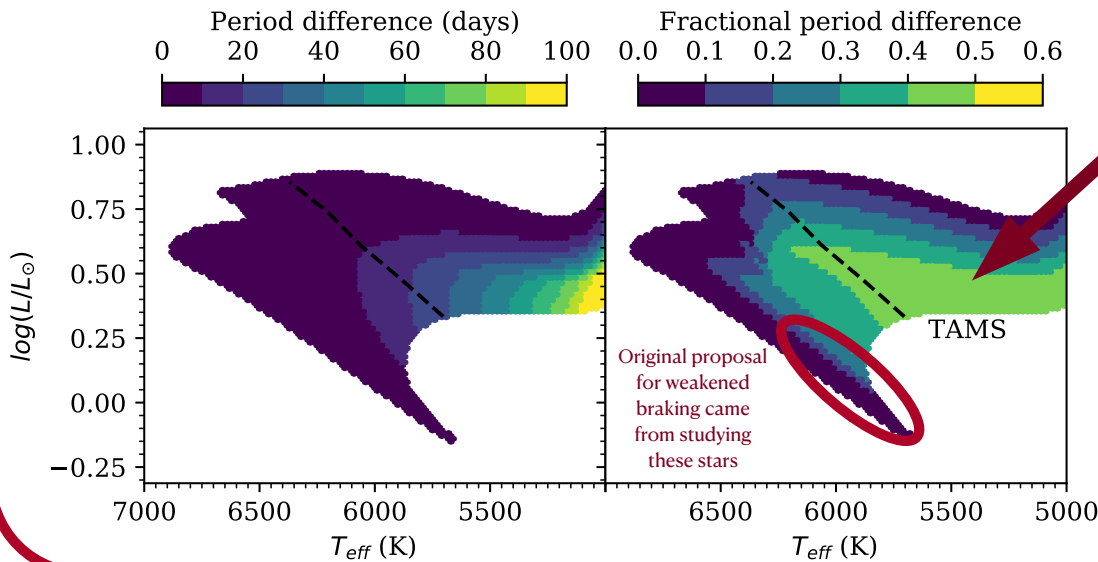 Period difference (days)
0 20 40 60 80 100
Fractional period difference
0.0 0.1 0.2 0.3 0.4 0.5 0.6
1.00
0.75
0.50
0.25
0.00
−0.25
log(L/L⊙)
7000 6500 6000 5500
T_eff (K)
TAMS
Original proposal
for weakened
braking came
from studying
these stars
6500 6000 5500 5000
T_eff (K)